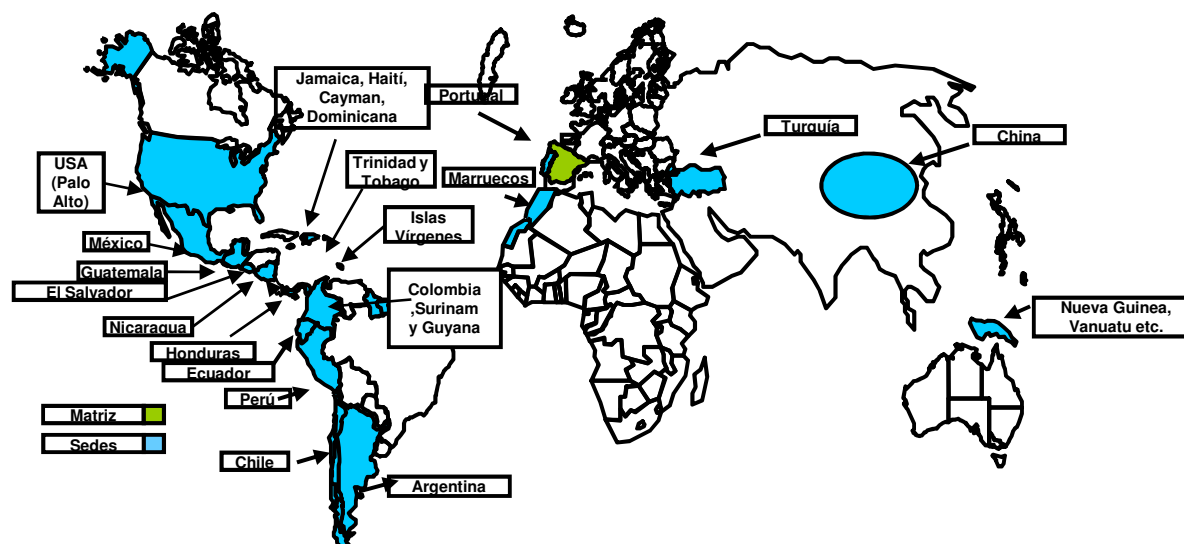 Jamaica, Haití,
Cayman,
Dominicana
Portugal
Turquía
China
USA
(Palo
Alto)
Trinidad y
Tobago
Marruecos
Islas
Vírgenes
México
Guatemala
El Salvador
Colombia
,Surinam
y Guyana
Nueva Guinea,
Vanuatu etc.
Nicaragua
Honduras
Ecuador
Perú
Matriz
Sedes
Chile
Argentina